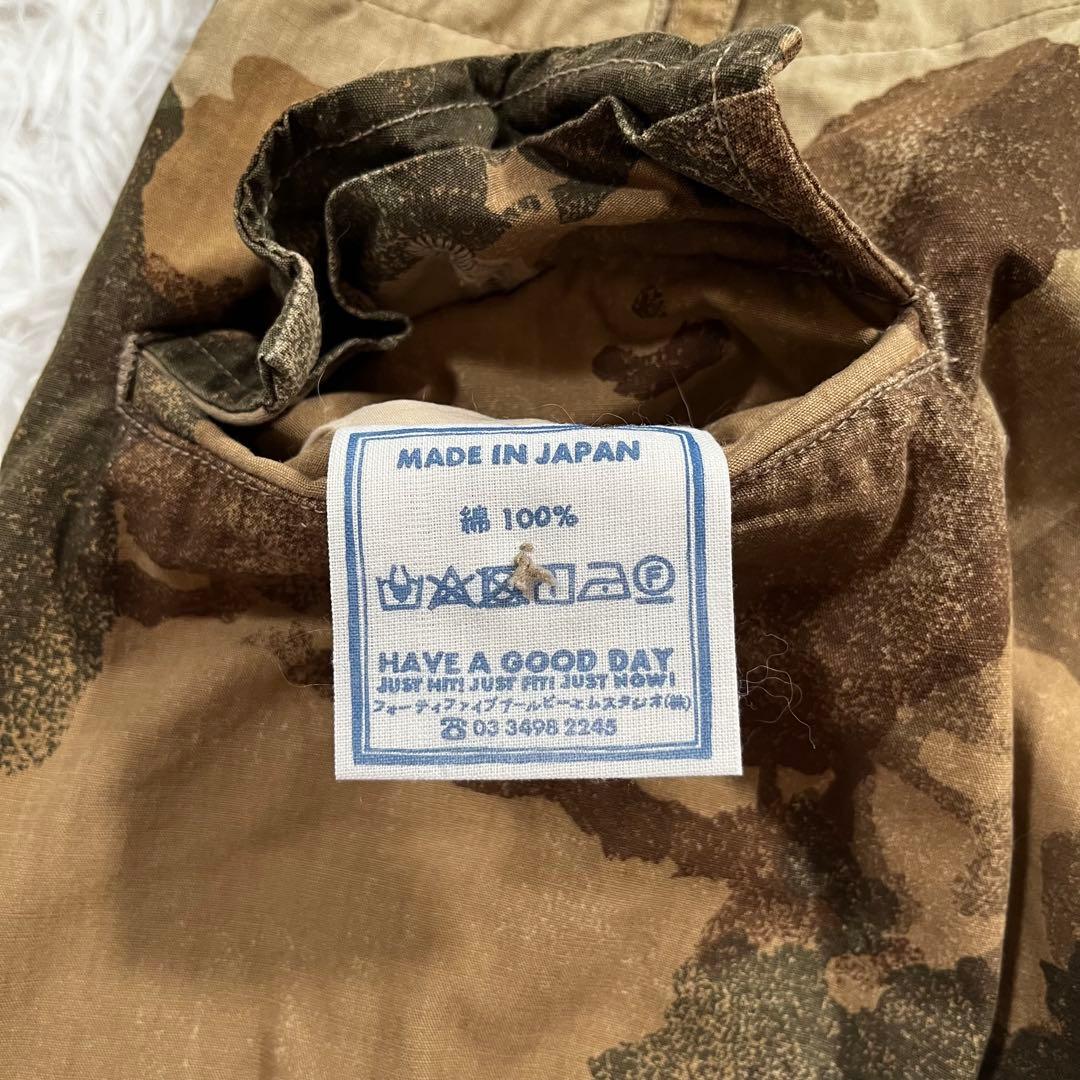 MADE IN JAPAN
綿 100%
F
HAVE A GOOD DAY
JUST HIT! JUST FIT! JUST NOW!
フォーティファイブアールピーエムスタジオ(株)
☎ 03 3498 2245